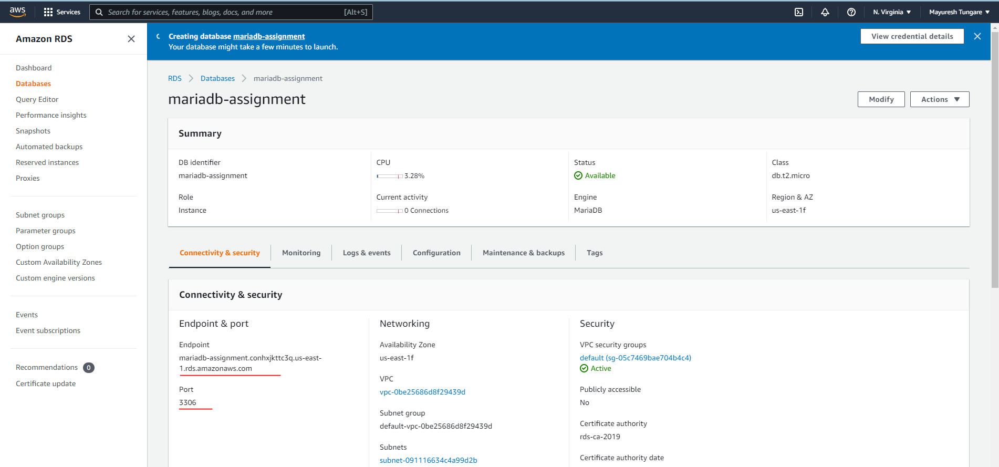 aws
Services
Search for services, features, blogs, docs, and more
[Alt+S]
N. Virginia ▼
Mayuresh Tungare ▼
Amazon RDS
Dashboard
Databases
Query Editor
Performance insights
Snapshots
Automated backups
Reserved instances
Proxies
Subnet groups
Parameter groups
Option groups
Custom Availability Zones
Custom engine versions
Events
Event subscriptions
Recommendations 0
Certificate update
Creating database mariadb-assignment
Your database might take a few minutes to launch.
View credential details
RDS > Databases > mariadb-assignment
mariadb-assignment
Modify
Actions ▼
Summary
DB identifier
mariadb-assignment
CPU
3.28%
Status
Available
Class
db.t2.micro
Role
Instance
Current activity
0 Connections
Engine
MariaDB
Region & AZ
us-east-1f
Connectivity & security
Monitoring
Logs & events
Configuration
Maintenance & backups
Tags
Connectivity & security
Endpoint & port
Endpoint
mariadb-assignment.conhxjkttc3q.us-east-
1.rds.amazonaws.com
Port
3306
Networking
Availability Zone
us-east-1f
VPC
vpc-0be25686d8f29439d
Subnet group
default-vpc-0be25686d8f29439d
Subnets
subnet-091116634c4a99d2b
Security
VPC security groups
default (sg-05c7469bae704b4c4)
Active
Publicly accessible
No
Certificate authority
rds-ca-2019
Certificate authority date